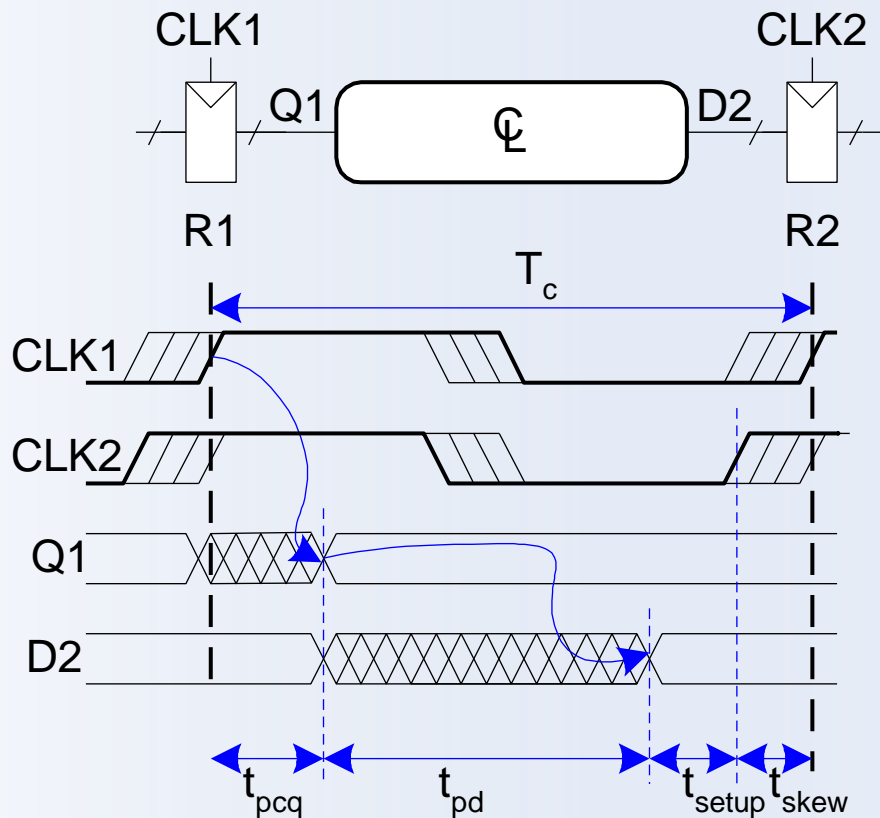 CLK1 CLK2
Q1 CL D2
R1 R2
Tc
CLK1
CLK2
Q1
D2
tpcq tpd tsetup tskew